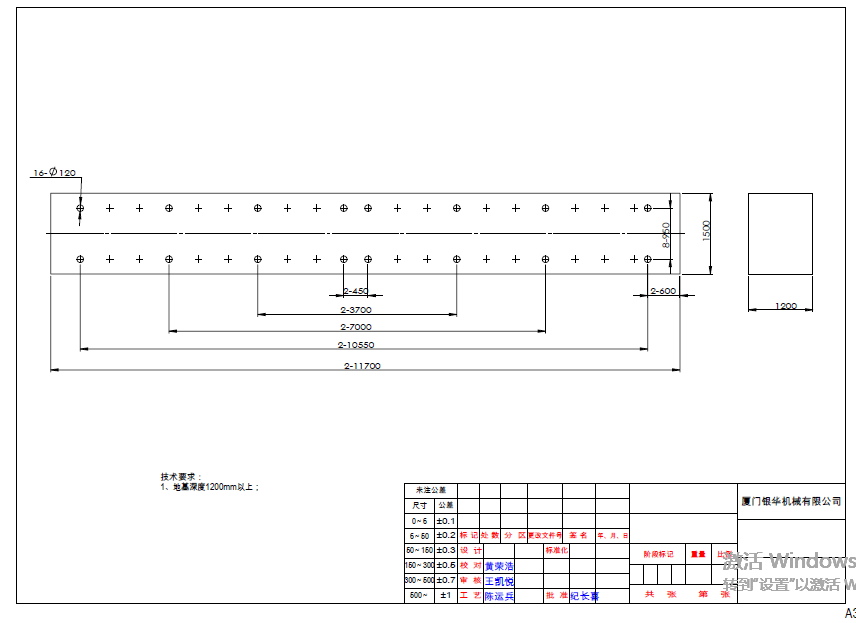 16-∅120
8-950
1500
2-450
2-600
2-3700
1200
2-7000
2-10550
2-11700
技术要求：
1、地基深度1200mm以上；
未注公差
厦门银华机械有限公司
尺寸 公差
0~6 ±0.1
6~50 ±0.2 标记 处数 分区 更改文件号 签名 年、月、日
50~150 ±0.3 设计 标准化 阶段标记 重量
150~300 ±0.5 校对 黄荣浩
激活 Windows
300~500 ±0.7 审核 王凯悦
转到"设置"以激活 W
500~ ±1 工艺 陈运兵 批准 纪长喜 共 张 第 张
A3